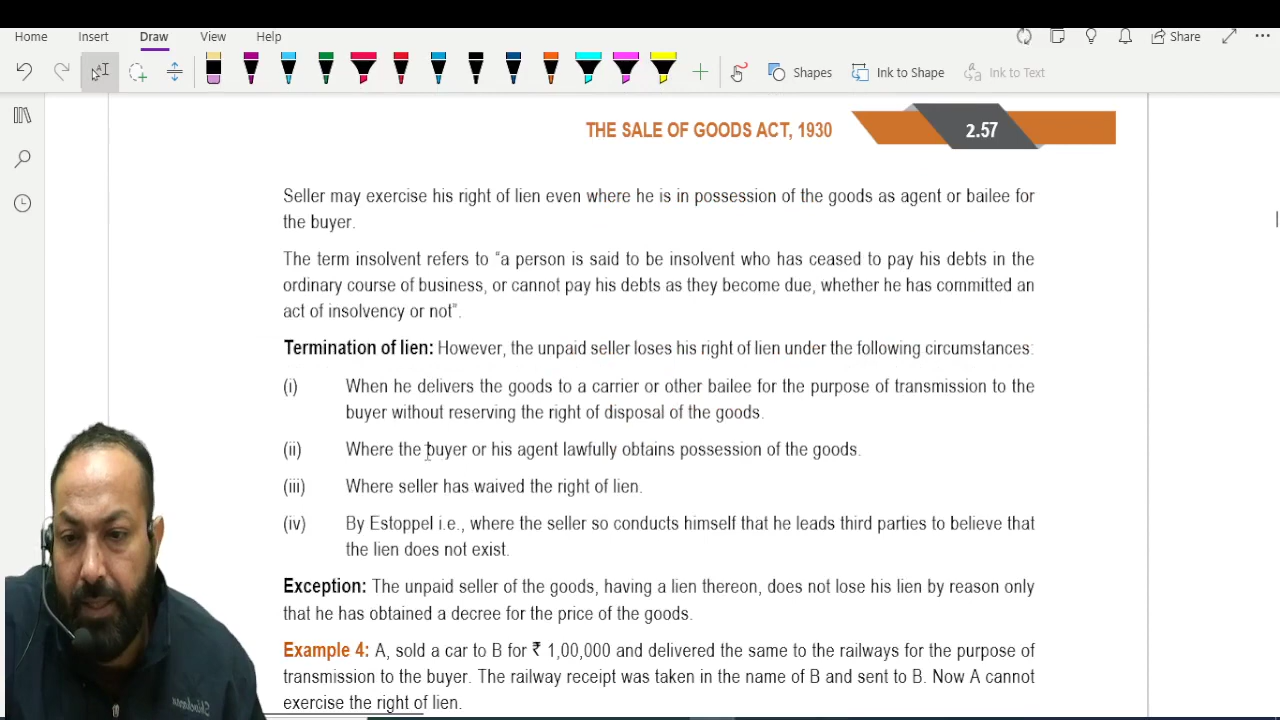 Home Insert Draw View Help Share
Shapes Ink to Shape Ink to Text
THE SALE OF GOODS ACT, 1930 2.57
Seller may exercise his right of lien even where he is in possession of the goods as agent or bailee for
the buyer.
The term insolvent refers to “a person is said to be insolvent who has ceased to pay his debts in the
ordinary course of business, or cannot pay his debts as they become due, whether he has committed an
act of insolvency or not”.
Termination of lien: However, the unpaid seller loses his right of lien under the following circumstances:
(i) When he delivers the goods to a carrier or other bailee for the purpose of transmission to the
buyer without reserving the right of disposal of the goods.
(ii) Where the buyer or his agent lawfully obtains possession of the goods.
(iii) Where seller has waived the right of lien.
(iv) By Estoppel i.e., where the seller so conducts himself that he leads third parties to believe that
the lien does not exist.
Exception: The unpaid seller of the goods, having a lien thereon, does not lose his lien by reason only
that he has obtained a decree for the price of the goods.
Example 4: A, sold a car to B for ₹ 1,00,000 and delivered the same to the railways for the purpose of
transmission to the buyer. The railway receipt was taken in the name of B and sent to B. Now A cannot
exercise the right of lien.